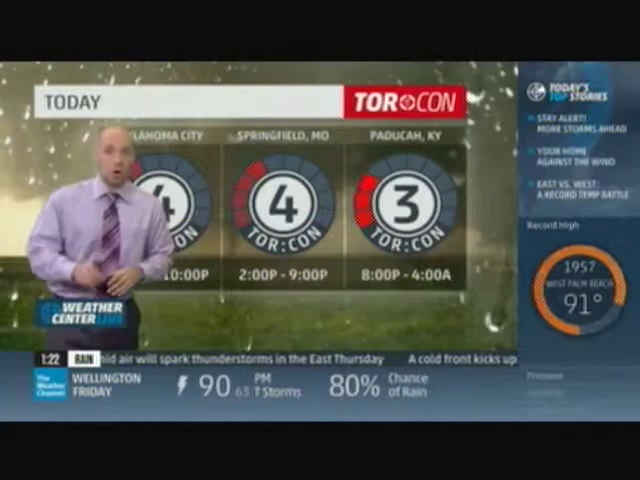 TODAY
TOR CON
OKLAHOMA CITY
SPRINGFIELD, MO
PADUCAH, KY
4
4
3
TOR:CON
TOR:CON
10:00P
2:00P - 9:00P
8:00P - 4:00A
WEATHER
CENTER LIVE
TODAY'S
TOP STORIES
STAY ALERT!
MORE STORMS AHEAD
YOUR HOME
AGAINST THE WIND
EAST VS. WEST:
A RECORD TEMP BATTLE
Record High
1957
WEST PALM BEACH
91°
1:22 RAIN
air will spark thunderstorms in the East Thursday A cold front kicks up
The
Weather
Channel
WELLINGTON
FRIDAY
90 63
PM
T Storms
80%
Chance
of Rain